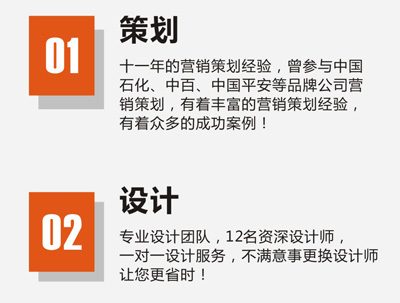 01
策划
十一年的营销策划经验，曾参与中国
石化、中百、中国平安等品牌公司营
销策划，有着丰富的营销策划经验，
有着众多的成功案例！
02
设计
专业设计团队，12名资深设计师，
一对一设计服务，不满意事更换设计师
让您更省时！